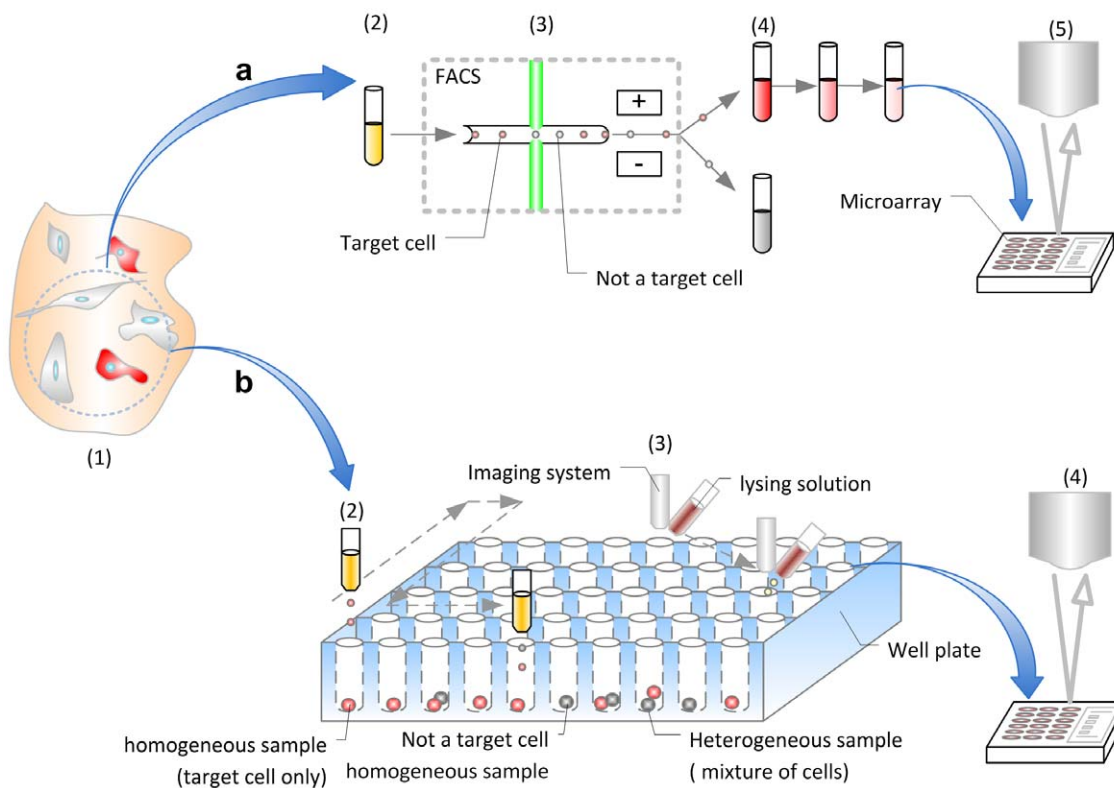 (2)
(3)
(4)
(5)
a
FACS
+
-
Microarray
Target cell
Not a target cell
b
(1)
(3)
Imaging system
lysing solution
(4)
(2)
Well plate
homogeneous sample
(target cell only)
Not a target cell
homogeneous sample
Heterogeneous sample
( mixture of cells)